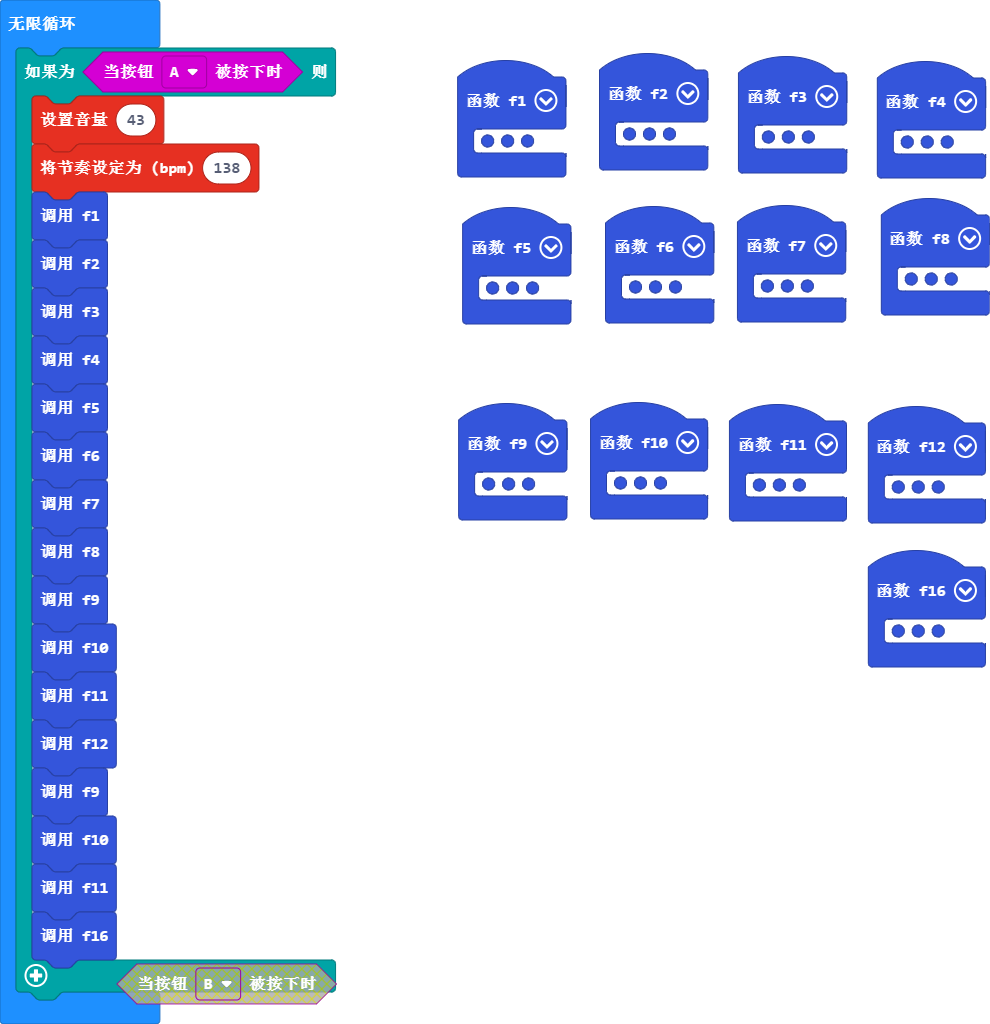 无限循环
如果为 当按钮 A 被按下时 则
设置音量 43
将节奏设定为 (bpm) 138
调用 f1
调用 f2
调用 f3
调用 f4
调用 f5
调用 f6
调用 f7
调用 f8
调用 f9
调用 f10
调用 f11
调用 f12
调用 f9
调用 f10
调用 f11
调用 f16
当按钮 B 被按下时
函数 f1
函数 f2
函数 f3
函数 f4
函数 f5
函数 f6
函数 f7
函数 f8
函数 f9
函数 f10
函数 f11
函数 f12
函数 f16